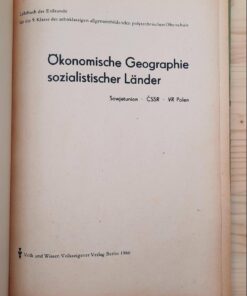 Lehrbuch der Erdkunde
für die 9. Klasse der zehnklassigen allgemeinbildenden polytechnischen Oberschule
Ökonomische Geographie
sozialistischer Länder
Sowjetunion · ČSSR · VR Polen
Volk und Wissen Volkseigener Verlag Berlin 1960